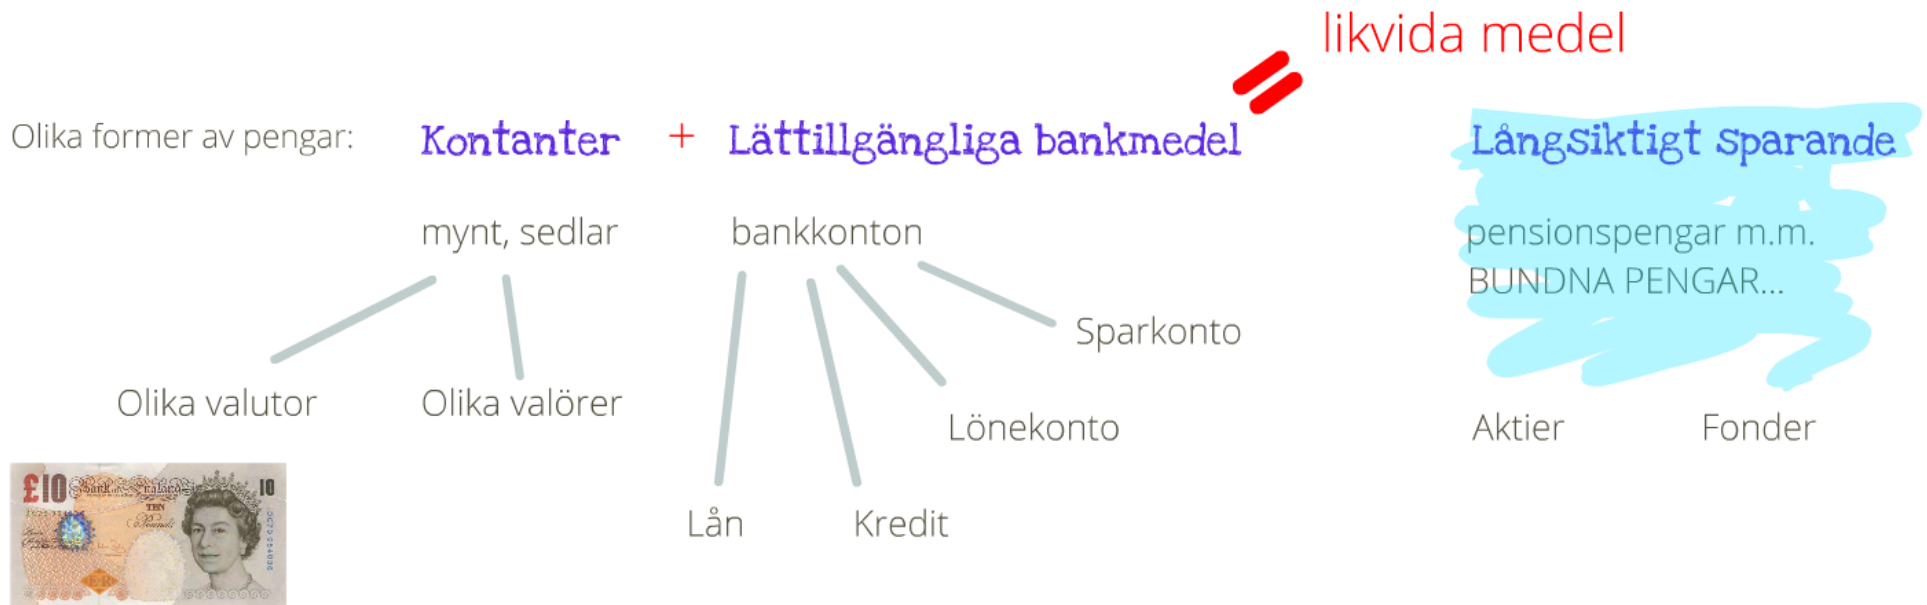 likvida medel
Olika former av pengar: Kontanter + Lättillgängliga bankmedel Långsiktigt sparande
mynt, sedlar bankkonton pensionspengar m.m.
BUNDNA PENGAR...
Sparkonto
Olika valutor Olika valörer Lönekonto Aktier Fonder
£10 Bank of England 10
TEN
Pounds
Lån Kredit